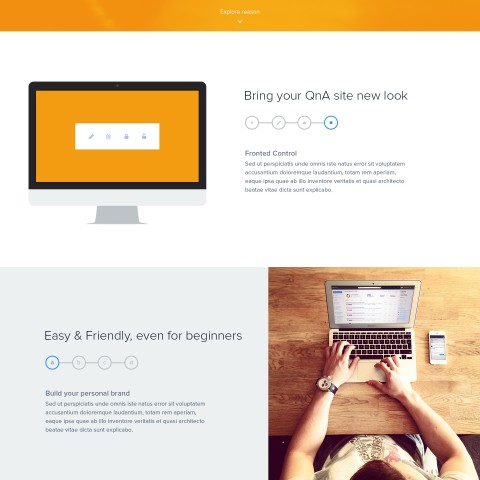 Explore reason
Bring your QnA site new look
Fronted Control
Sed ut perspiciatis unde omnis iste natus error sit voluptatem
accusantium doloremque laudantium, totam rem aperiam,
eaque ipsa quae ab illo inventore veritatis et quasi architecto
beatae vitae dicta sunt explicabo.
Easy & Friendly, even for beginners
Build your personal brand
Sed ut perspiciatis unde omnis iste natus error sit voluptatem
accusantium doloremque laudantium, totam rem aperiam,
eaque ipsa quae ab illo inventore veritatis et quasi architecto
beatae vitae dicta sunt explicabo.